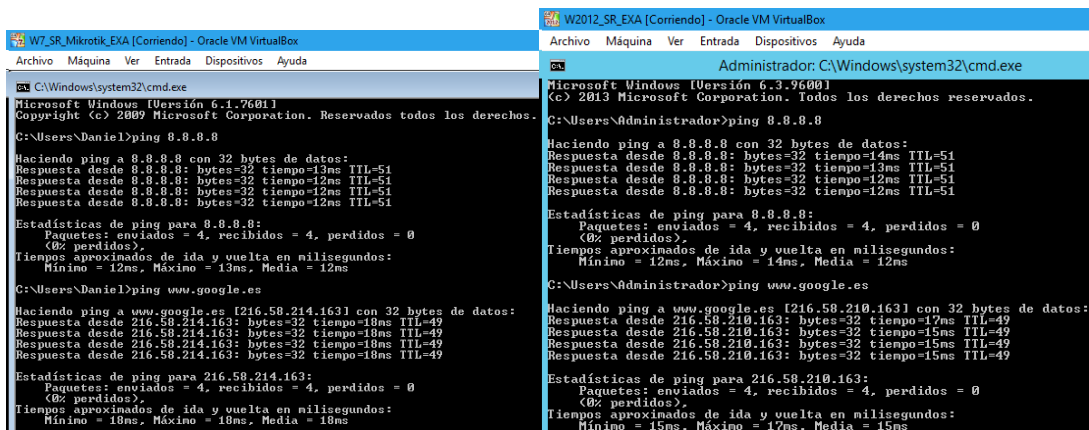 W7_SR_Mikrotik_EXA [Corriendo] - Oracle VM VirtualBox
Archivo Máquina Ver Entrada Dispositivos Ayuda
C:\Windows\system32\cmd.exe
Microsoft Windows [Versión 6.1.7601]
Copyright (c) 2009 Microsoft Corporation. Reservados todos los derechos.
C:\Users\Daniel>ping 8.8.8.8
Haciendo ping a 8.8.8.8 con 32 bytes de datos:
Respuesta desde 8.8.8.8: bytes=32 tiempo=13ms TTL=51
Respuesta desde 8.8.8.8: bytes=32 tiempo=12ms TTL=51
Respuesta desde 8.8.8.8: bytes=32 tiempo=12ms TTL=51
Respuesta desde 8.8.8.8: bytes=32 tiempo=12ms TTL=51
Estadísticas de ping para 8.8.8.8:
Paquetes: enviados = 4, recibidos = 4, perdidos = 0
(0% perdidos),
Tiempos aproximados de ida y vuelta en milisegundos:
Mínimo = 12ms, Máximo = 13ms, Media = 12ms
C:\Users\Daniel>ping www.google.es
Haciendo ping a www.google.es [216.58.214.163] con 32 bytes de datos:
Respuesta desde 216.58.214.163: bytes=32 tiempo=18ms TTL=49
Respuesta desde 216.58.214.163: bytes=32 tiempo=18ms TTL=49
Respuesta desde 216.58.214.163: bytes=32 tiempo=18ms TTL=49
Respuesta desde 216.58.214.163: bytes=32 tiempo=18ms TTL=49
Estadísticas de ping para 216.58.214.163:
Paquetes: enviados = 4, recibidos = 4, perdidos = 0
(0% perdidos),
Tiempos aproximados de ida y vuelta en milisegundos:
Mínimo = 18ms, Máximo = 18ms, Media = 18ms
W2012_SR_EXA [Corriendo] - Oracle VM VirtualBox
Archivo Máquina Ver Entrada Dispositivos Ayuda
Administrador: C:\Windows\system32\cmd.exe
Microsoft Windows [Versión 6.3.9600]
(c) 2013 Microsoft Corporation. Todos los derechos reservados.
C:\Users\Administrador>ping 8.8.8.8
Haciendo ping a 8.8.8.8 con 32 bytes de datos:
Respuesta desde 8.8.8.8: bytes=32 tiempo=14ms TTL=51
Respuesta desde 8.8.8.8: bytes=32 tiempo=13ms TTL=51
Respuesta desde 8.8.8.8: bytes=32 tiempo=12ms TTL=51
Respuesta desde 8.8.8.8: bytes=32 tiempo=12ms TTL=51
Estadísticas de ping para 8.8.8.8:
Paquetes: enviados = 4, recibidos = 4, perdidos = 0
(0% perdidos),
Tiempos aproximados de ida y vuelta en milisegundos:
Mínimo = 12ms, Máximo = 14ms, Media = 12ms
C:\Users\Administrador>ping www.google.es
Haciendo ping a www.google.es [216.58.210.163] con 32 bytes de datos:
Respuesta desde 216.58.210.163: bytes=32 tiempo=17ms TTL=49
Respuesta desde 216.58.210.163: bytes=32 tiempo=15ms TTL=49
Respuesta desde 216.58.210.163: bytes=32 tiempo=15ms TTL=49
Respuesta desde 216.58.210.163: bytes=32 tiempo=15ms TTL=49
Estadísticas de ping para 216.58.210.163:
Paquetes: enviados = 4, recibidos = 4, perdidos = 0
(0% perdidos),
Tiempos aproximados de ida y vuelta en milisegundos:
Mínimo = 15ms, Máximo = 17ms, Media = 15ms